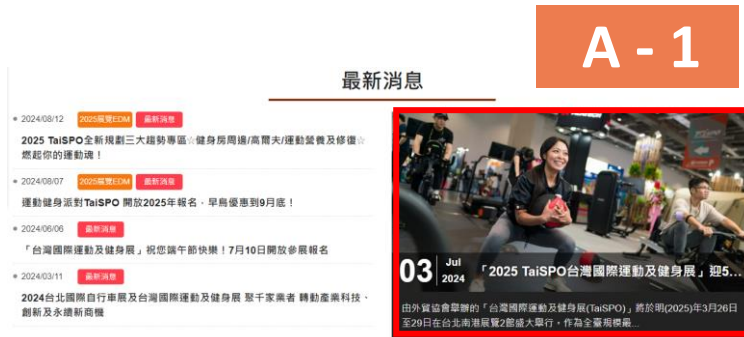 A - 1
最新消息
2024/08/12 2025展覽EDM 最新消息
2025 TaiSPO全新規劃三大趨勢專區☆健身房周邊/高爾夫/運動營養及修復☆
燃起你的運動魂！
2024/08/07 2025展覽EDM 最新消息
運動健身派對TaiSPO 開放2025年報名、早鳥優惠到9月底！
2024/06/06 最新消息
「台灣國際運動及健身展」祝您端午節快樂！7月10日開放參展報名
2024/03/11 最新消息
2024台北國際自行車展及台灣國際運動及健身展 聚千家業者 轉動產業科技、
創新及永續新商機
03 Jul 2024 「2025 TaiSPO台灣國際運動及健身展」迎5...
由外貿協會舉辦的「台灣國際運動及健身展(TaiSPO)」將於明(2025)年3月26日
至29日在台北南港展覽2館盛大舉行，作為全臺規模最...